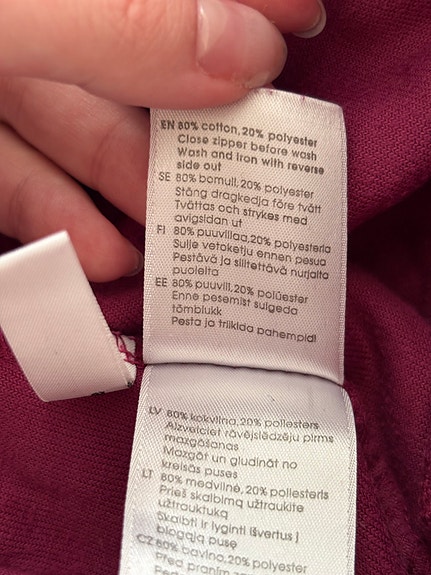 EN 80% cotton, 20% polyester
Close zipper before wash
Wash and Iron with reverse
side out
SE 80% bomull, 20% polyester
Stäng dragkedja före tvätt
Tvättas och strykes med
avigsidan ut
FI 80% puuvillaa, 20% polyesteria
Sulje vetoketju ennen pesua
Pestävä ja silitettävä nurjalta
puolelta
EE 80% puuvill, 20% polüester
Enne pesemist sulgeda
tõmblukk
Pesta ja triikida pahempidi
LV 80% kokvilna, 20% poliesters
Aizveiciet rāvējslēdzēju pirms
mazgāšanas
Mazgāt un gludināt no
kreisās puses
LT 80% medvilnė, 20% poliesteris
Prieš skalbimą užtraukite
užtrauktuką
Skalbti ir lyginti išvertus į
blogąją pusę
CZ 80% bavlna, 20% polyester
Před praním